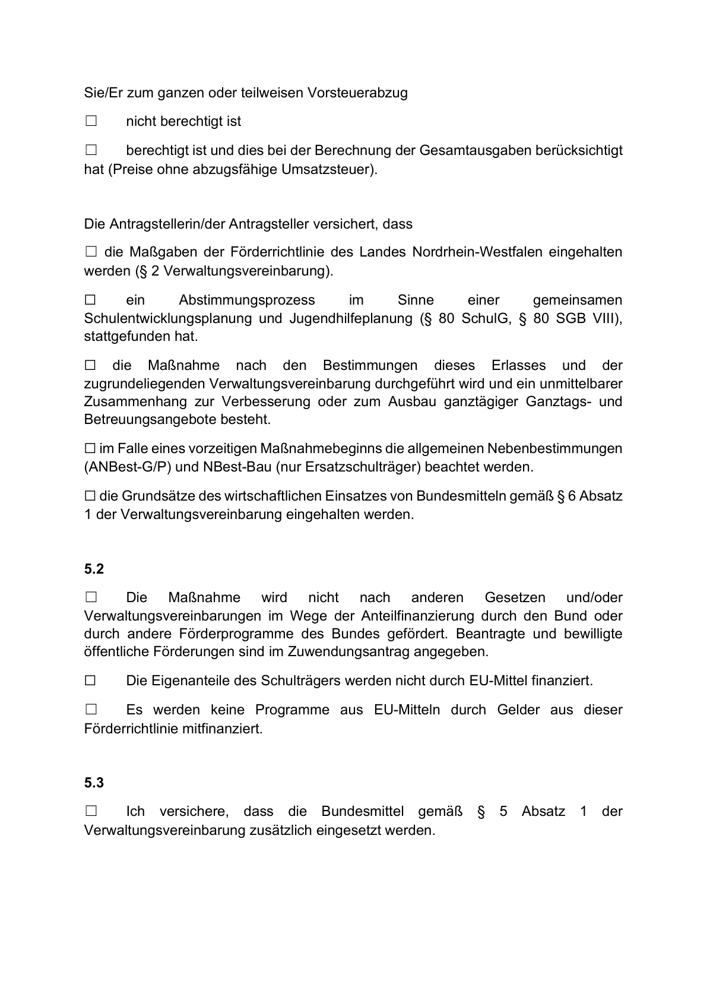 Sie/Er zum ganzen oder teilweisen Vorsteuerabzug
☐ nicht berechtigt ist
☐ berechtigt ist und dies bei der Berechnung der Gesamtausgaben berücksichtigt
hat (Preise ohne abzugsfähige Umsatzsteuer).
Die Antragstellerin/der Antragsteller versichert, dass
☐ die Maßgaben der Förderrichtlinie des Landes Nordrhein-Westfalen eingehalten
werden (§ 2 Verwaltungsvereinbarung).
☐ ein Abstimmungsprozess im Sinne einer gemeinsamen
Schulentwicklungsplanung und Jugendhilfeplanung (§ 80 SchulG, § 80 SGB VIII),
stattgefunden hat.
☐ die Maßnahme nach den Bestimmungen dieses Erlasses und der
zugrundeliegenden Verwaltungsvereinbarung durchgeführt wird und ein unmittelbarer
Zusammenhang zur Verbesserung oder zum Ausbau ganztägiger Ganztags- und
Betreuungsangebote besteht.
☐ im Falle eines vorzeitigen Maßnahmebeginns die allgemeinen Nebenbestimmungen
(ANBest-G/P) und NBest-Bau (nur Ersatzschulträger) beachtet werden.
☐ die Grundsätze des wirtschaftlichen Einsatzes von Bundesmitteln gemäß § 6 Absatz
1 der Verwaltungsvereinbarung eingehalten werden.
5.2
☐ Die Maßnahme wird nicht nach anderen Gesetzen und/oder
Verwaltungsvereinbarungen im Wege der Anteilfinanzierung durch den Bund oder
durch andere Förderprogramme des Bundes gefördert. Beantragte und bewilligte
öffentliche Förderungen sind im Zuwendungsantrag angegeben.
☐ Die Eigenanteile des Schulträgers werden nicht durch EU-Mittel finanziert.
☐ Es werden keine Programme aus EU-Mitteln durch Gelder aus dieser
Förderrichtlinie mitfinanziert.
5.3
☐ Ich versichere, dass die Bundesmittel gemäß § 5 Absatz 1 der
Verwaltungsvereinbarung zusätzlich eingesetzt werden.